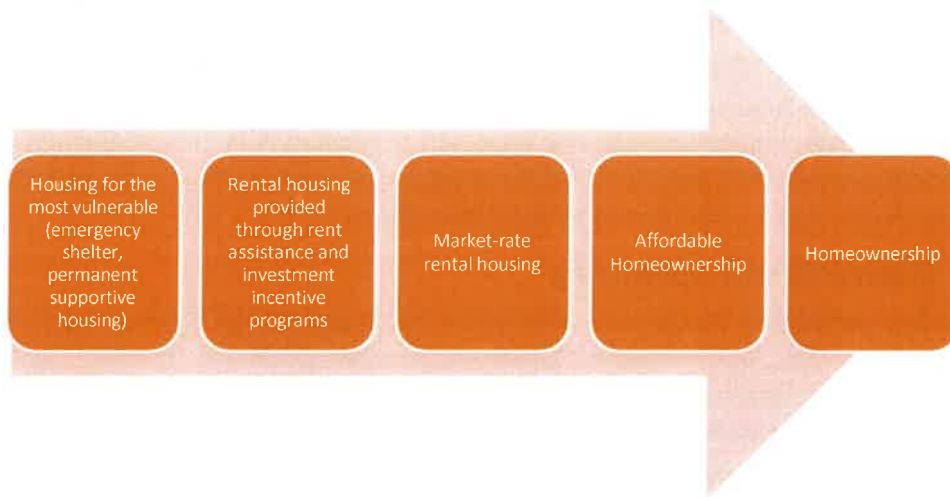 Housing for the
most vulnerable
(emergency
shelter,
permanent
supportive
housing)
Rental housing
provided
through rent
assistance and
investment
incentive
programs
Market-rate
rental housing
Affordable
Homeownership
Homeownership